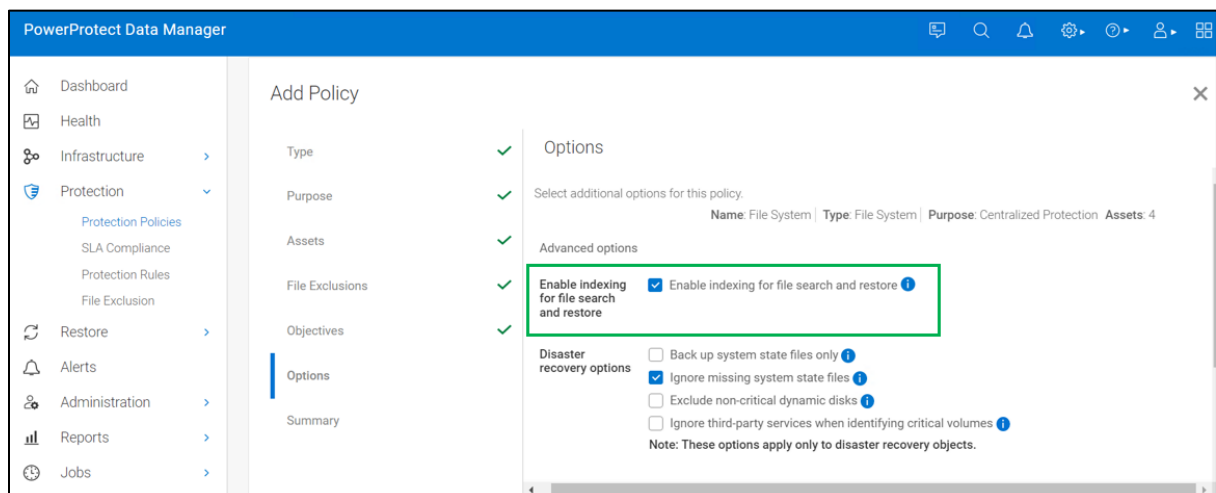 PowerProtect Data Manager
Dashboard
Health
Infrastructure
Protection
Protection Policies
SLA Compliance
Protection Rules
File Exclusion
Restore
Alerts
Administration
Reports
Jobs
Add Policy
Type
Purpose
Assets
File Exclusions
Objectives
Options
Summary
Options
Select additional options for this policy.
Name: File System | Type: File System | Purpose: Centralized Protection Assets: 4
Advanced options
Enable indexing
for file search
and restore
Enable indexing for file search and restore
Disaster
recovery options
Back up system state files only
Ignore missing system state files
Exclude non-critical dynamic disks
Ignore third-party services when identifying critical volumes
Note: These options apply only to disaster recovery objects.